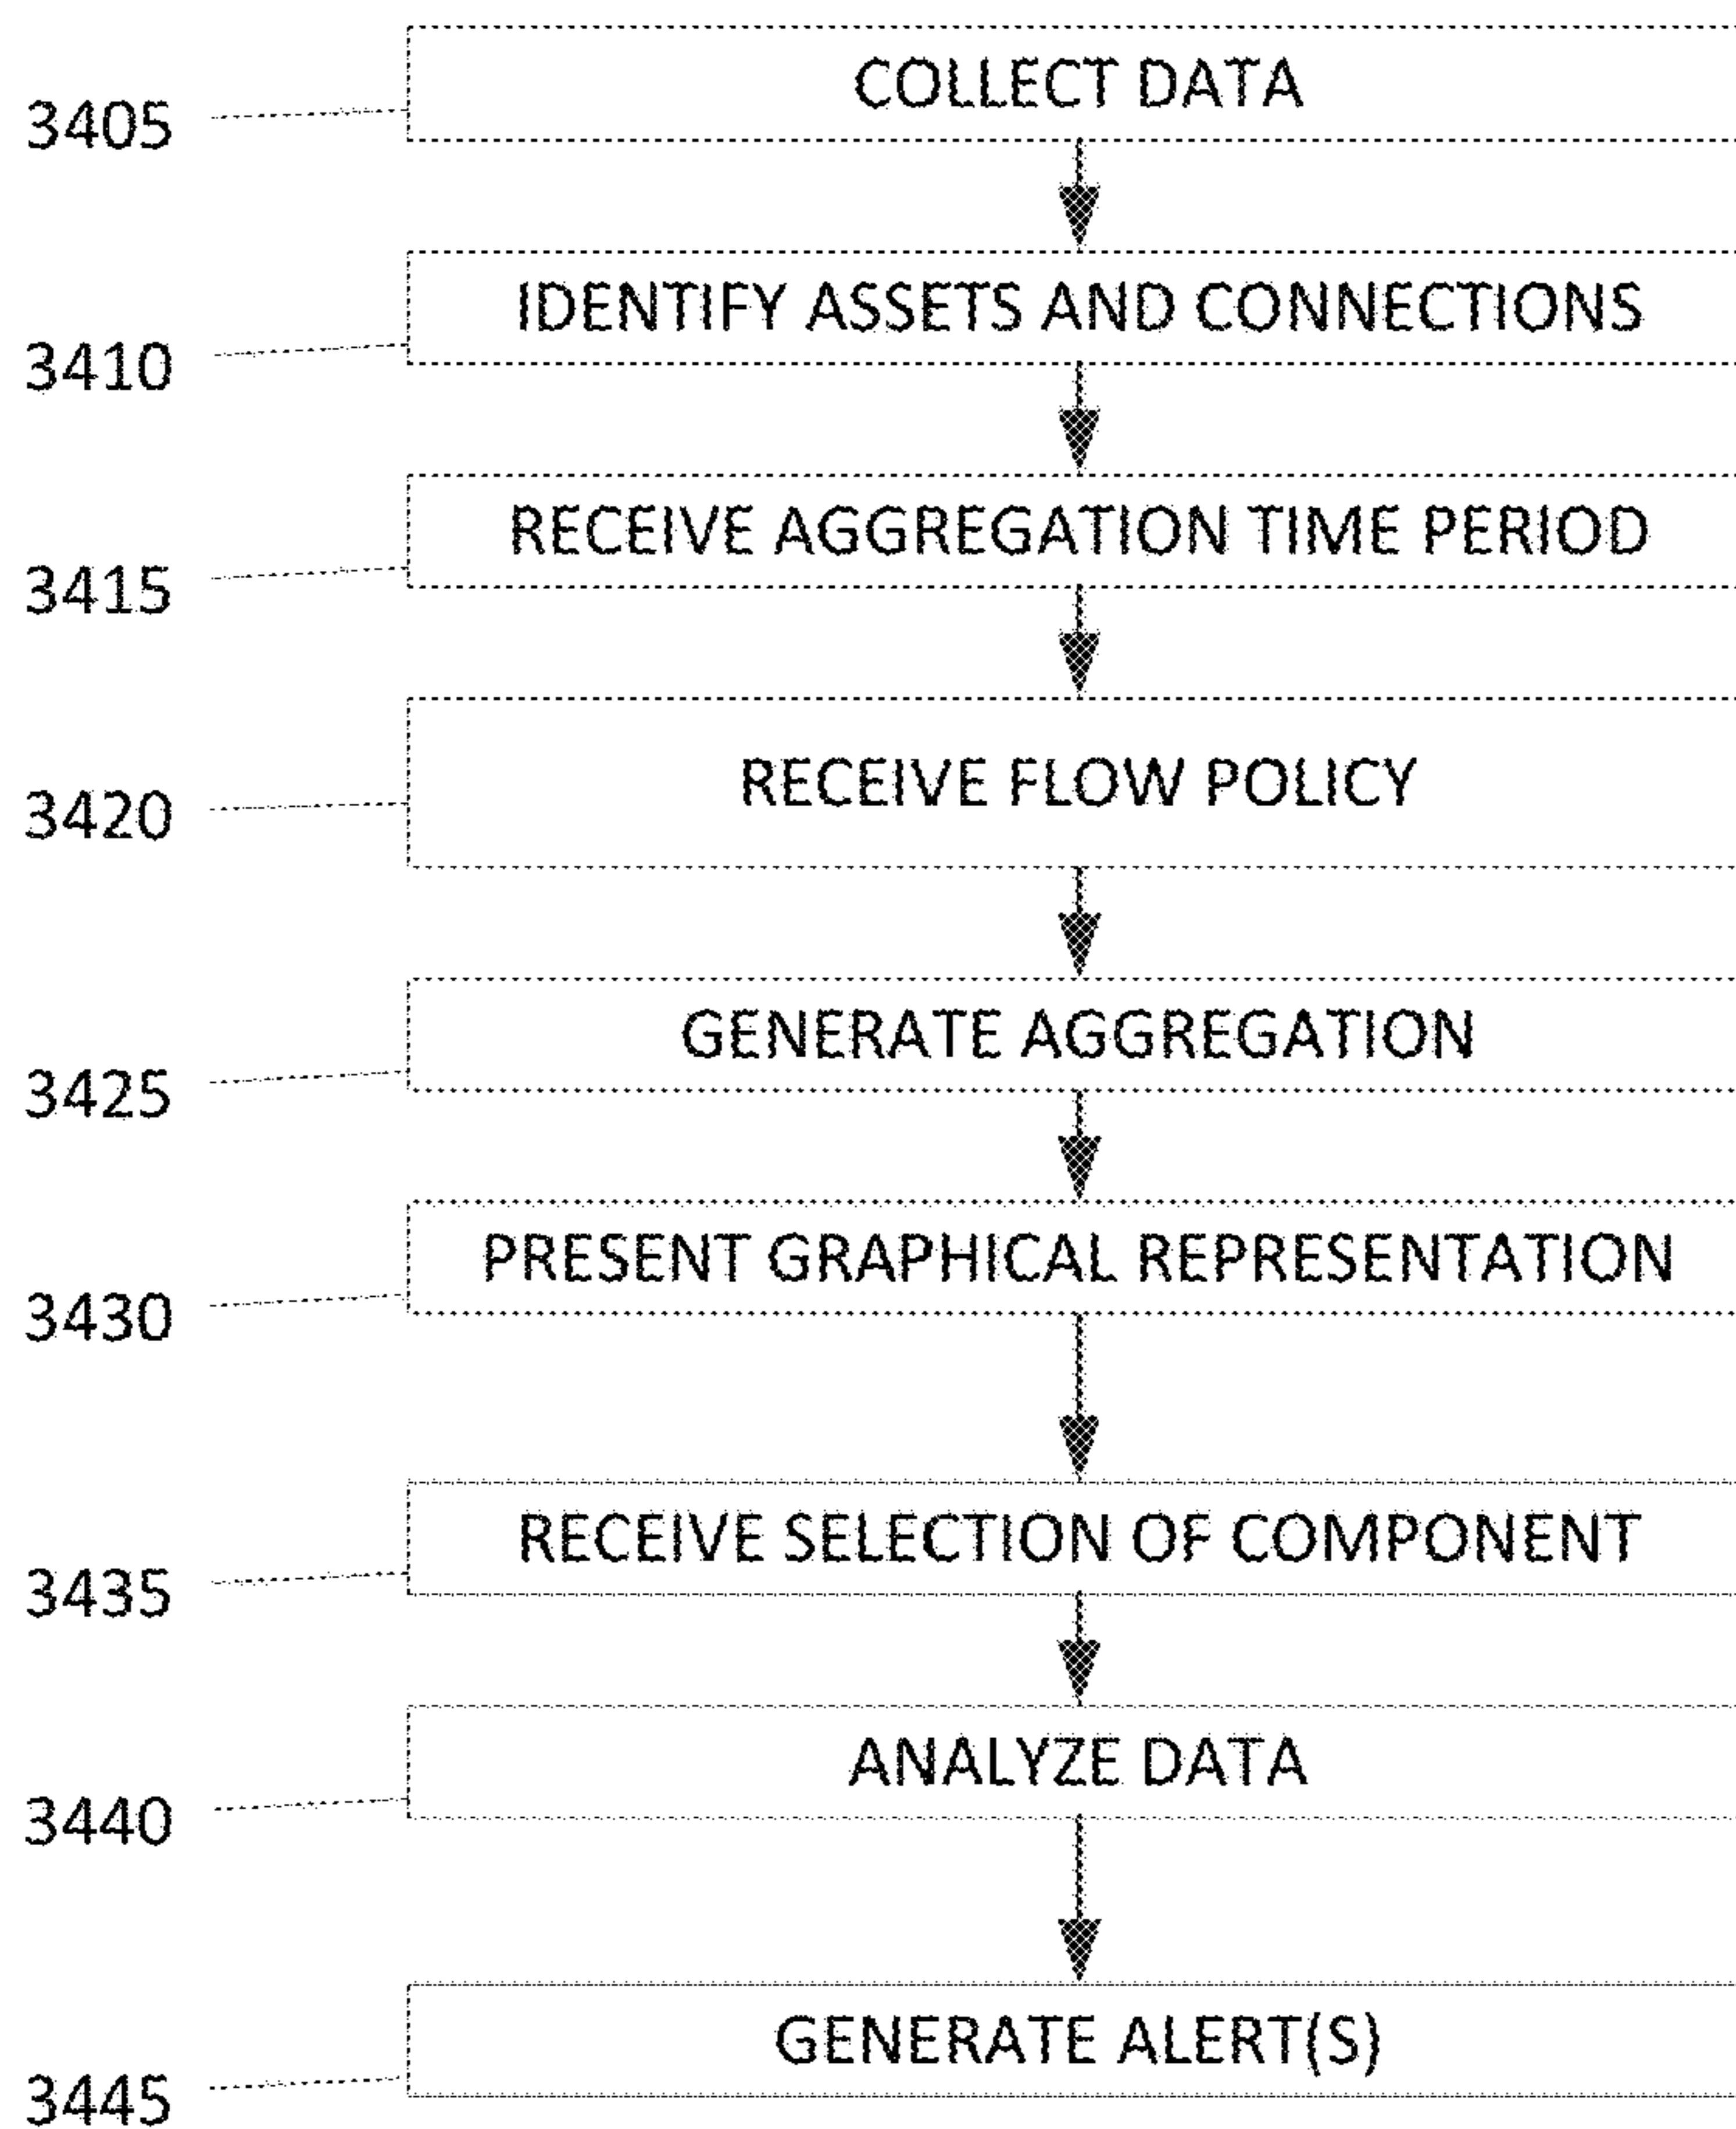 COLLECT DATA
3405
IDENTIFY ASSETS AND CONNECTIONS
3410
RECEIVE AGGREGATION TIME PERIOD
3415
RECEIVE FLOW POLICY
3420
GENERATE AGGREGATION
3425
PRESENT GRAPHICAL REPRESENTATION
3430
RECEIVE SELECTION OF COMPONENT
3435
ANALYZE DATA
3440
GENERATE ALERT(S)
3445